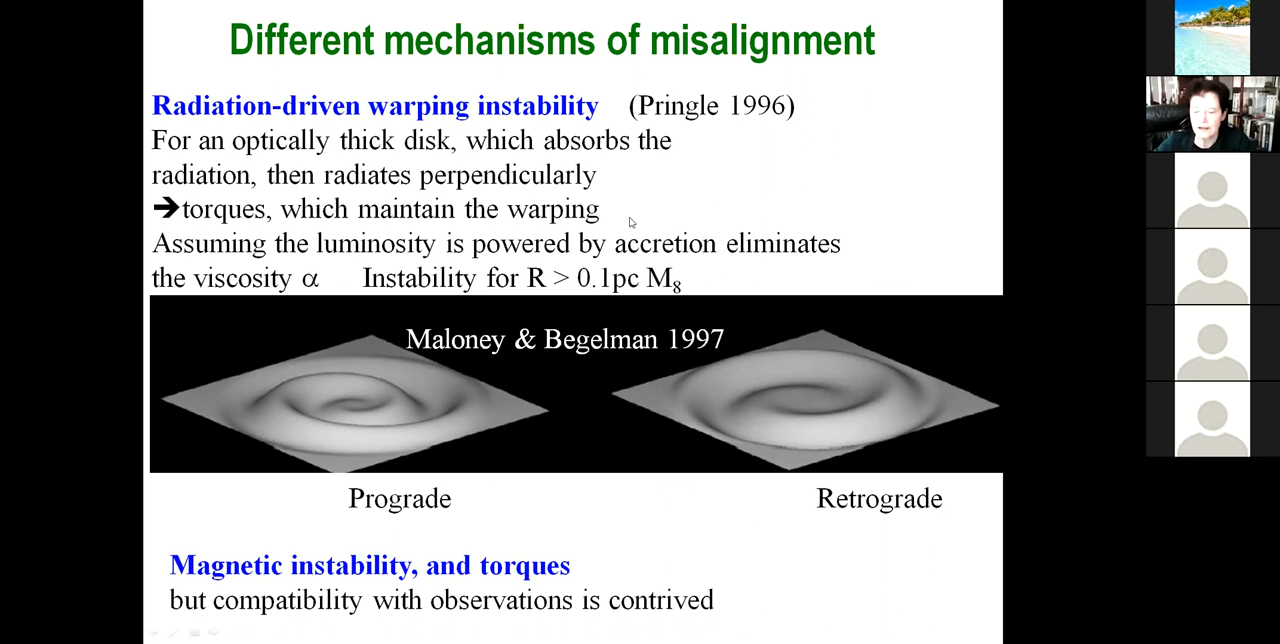 Different mechanisms of misalignment
Radiation-driven warping instability (Pringle 1996)
For an optically thick disk, which absorbs the
radiation, then radiates perpendicularly
➔torques, which maintain the warping
Assuming the luminosity is powered by accretion eliminates
the viscosity α Instability for R > 0.1pc M₈
Maloney & Begelman 1997
Prograde Retrograde
Magnetic instability, and torques
but compatibility with observations is contrived